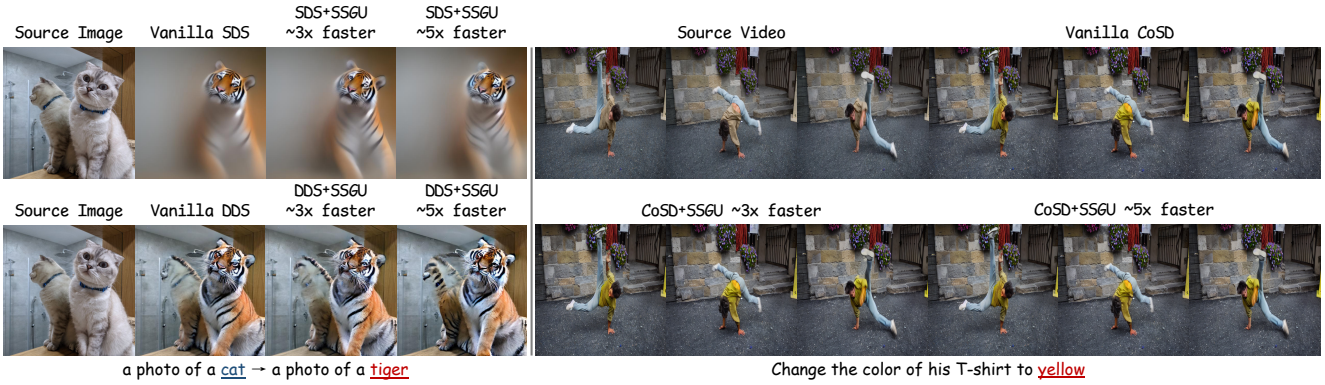 Source Image
Vanilla SDS
SDS+SSGU
~3x faster
SDS+SSGU
~5x faster
Source Video
Vanilla CoSD
Source Image
Vanilla DDS
DDS+SSGU
~3x faster
DDS+SSGU
~5x faster
CoSD+SSGU ~3x faster
CoSD+SSGU ~5x faster
a photo of a cat → a photo of a tiger
Change the color of his T-shirt to yellow